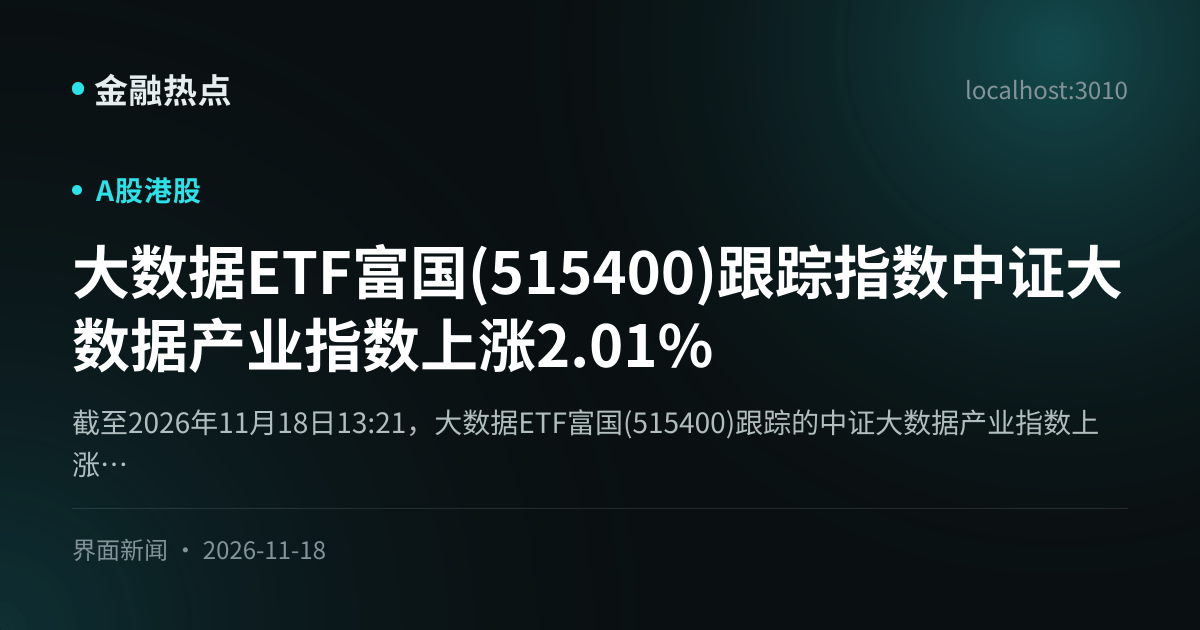 金融热点
localhost:3010
A股港股
大数据ETF富国(515400)跟踪指数中证大
数据产业指数上涨2.01%
截至2026年11月18日13:21，大数据ETF富国(515400)跟踪的中证大数据产业指数上
涨…
界面新闻 • 2026-11-18